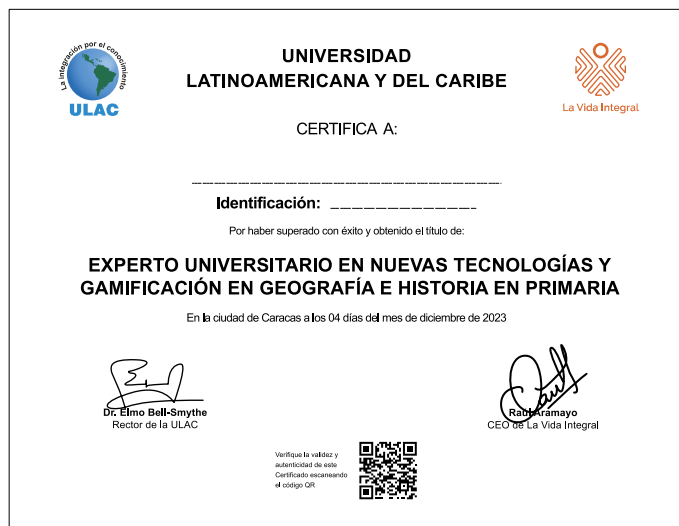 La integración por el conocimiento
ULAC
UNIVERSIDAD
LATINOAMERICANA Y DEL CARIBE
La Vida Integral
CERTIFICA A:
Identificación:
Por haber superado con éxito y obtenido el título de:
EXPERTO UNIVERSITARIO EN NUEVAS TECNOLOGÍAS Y
GAMIFICACIÓN EN GEOGRAFÍA E HISTORIA EN PRIMARIA
En la ciudad de Caracas a los 04 días del mes de diciembre de 2023
Dr. Elmo Bell-Smythe
Rector de la ULAC
Raúl Aramayo
CEO de La Vida Integral
Verifique la validez y
autenticidad de este
Certificado escaneando
el código QR